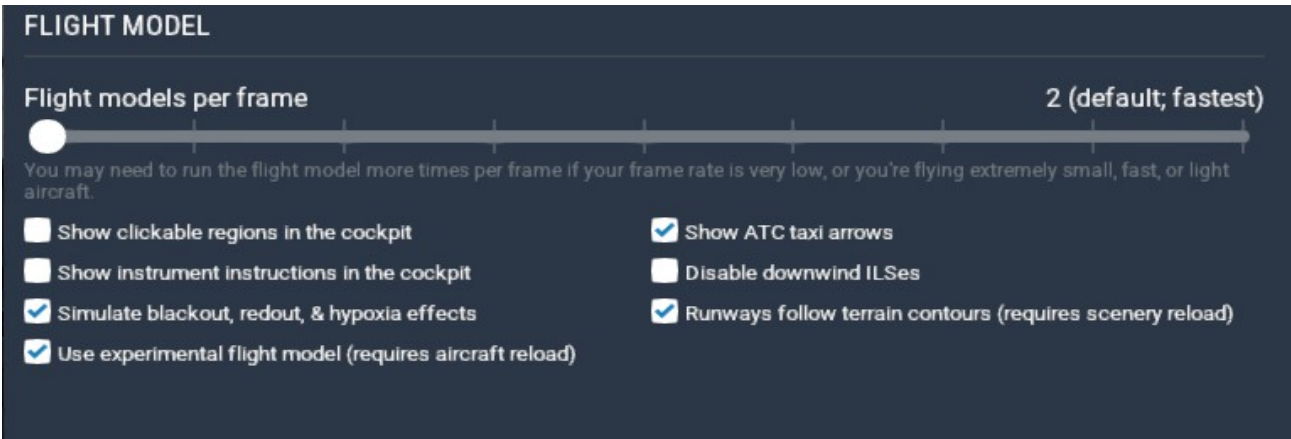 FLIGHT MODEL
Flight models per frame 2 (default; fastest)
You may need to run the flight model more times per frame if your frame rate is very low, or you're flying extremely small, fast, or light
aircraft.
Show clickable regions in the cockpit Show ATC taxi arrows
Show instrument instructions in the cockpit Disable downwind ILSes
Simulate blackout, redout, & hypoxia effects Runways follow terrain contours (requires scenery reload)
Use experimental flight model (requires aircraft reload)